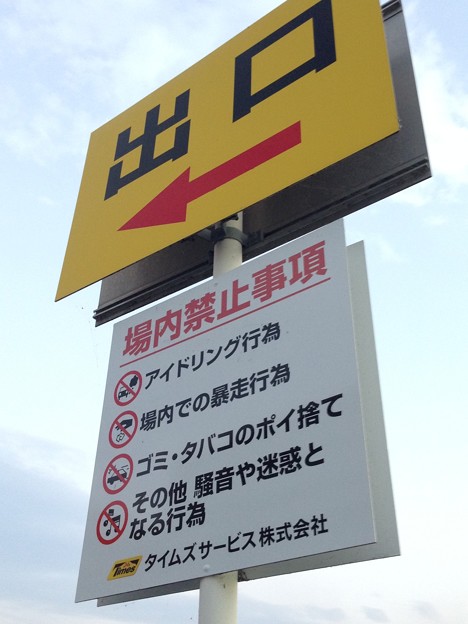 出口
場内禁止事項
アイドリング行為
場内での暴走行為
ゴミ・タバコのポイ捨て
その他 騒音や迷惑と
なる行為
Times タイムズサービス株式会社